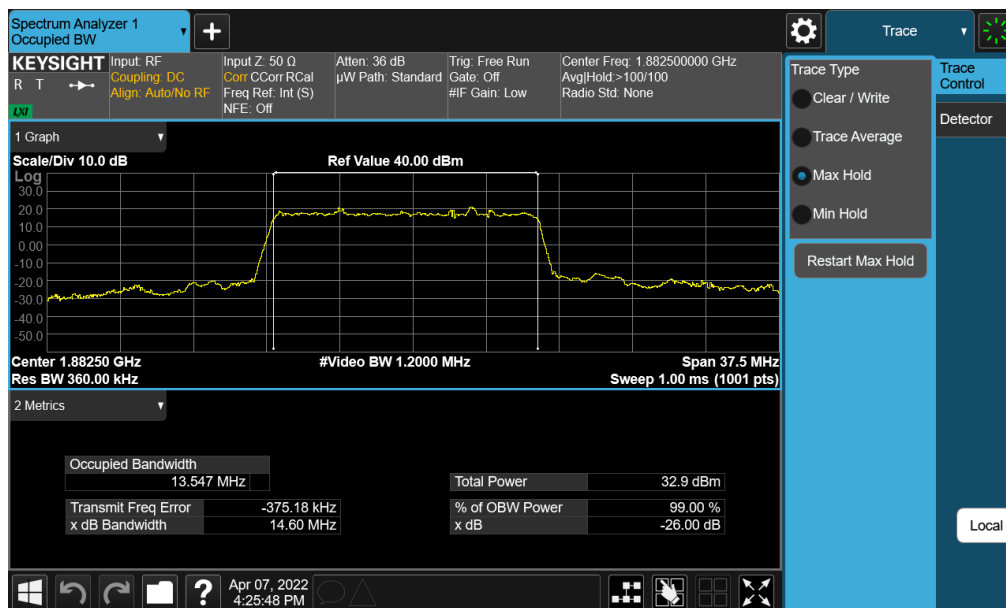 Spectrum Analyzer 1
Occupied BW
Trace
KEYSIGHT
R T
LXI
Input: RF
Coupling: DC
Align: Auto/No RF
Input Z: 50 Ω
Corr CCorr RCal
Freq Ref: Int (S)
NFE: Off
Atten: 36 dB
µW Path: Standard
Trig: Free Run
Gate: Off
#IF Gain: Low
Center Freq: 1.882500000 GHz
Avg|Hold:>100/100
Radio Std: None
Trace Type
Clear / Write
Trace Average
Max Hold
Min Hold
Restart Max Hold
Trace
Control
Detector
Local
1 Graph
Scale/Div 10.0 dB
Ref Value 40.00 dBm
Log
30.0
20.0
10.0
0.00
-10.0
-20.0
-30.0
-40.0
-50.0
Center 1.88250 GHz
#Video BW 1.2000 MHz
Span 37.5 MHz
Res BW 360.00 kHz
Sweep 1.00 ms (1001 pts)
2 Metrics
Occupied Bandwidth
13.547 MHz
Total Power 32.9 dBm
Transmit Freq Error -375.18 kHz
% of OBW Power 99.00 %
x dB Bandwidth 14.60 MHz
x dB -26.00 dB
?
Apr 07, 2022
4:25:48 PM